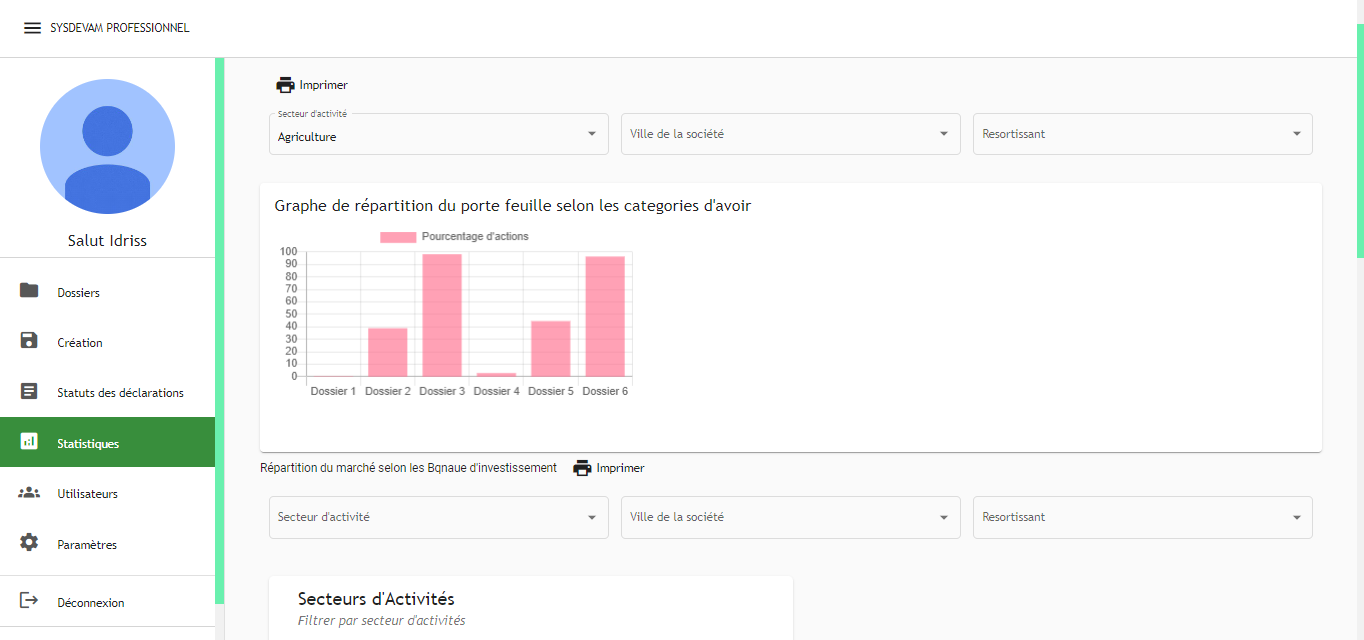 SYSDEVAM PROFESSIONNEL
Salut Idriss
Dossiers
Création
Statuts des déclarations
Statistiques
Utilisateurs
Paramètres
Déconnexion
Imprimer
Secteur d'activité
Agriculture
Ville de la société
Resortissant
Graphe de répartition du porte feuille selon les categories d'avoir
Pourcentage d'actions
100
90
80
70
60
50
40
30
20
10
0
Dossier 1 Dossier 2 Dossier 3 Dossier 4 Dossier 5 Dossier 6
Répartition du marché selon les Bqnaue d'investissement Imprimer
Secteur d'activité
Ville de la société
Resortissant
Secteurs d'Activités
Filtrer par secteur d'activités